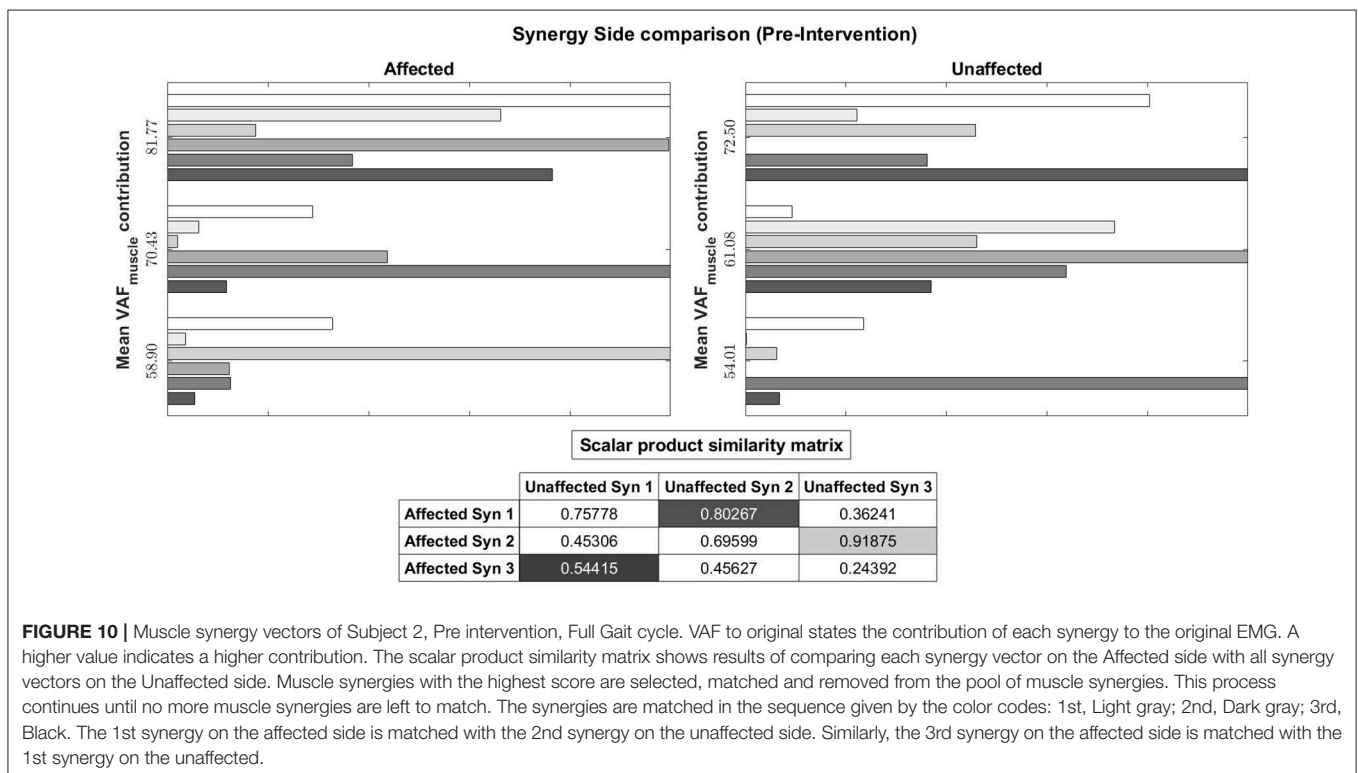 Synergy Side comparison (Pre-Intervention)
Affected
Unaffected
Mean VAF muscle contribution
81.77
70.43
58.90
Mean VAF muscle contribution
72.50
61.08
54.01
Scalar product similarity matrix
Unaffected Syn 1 Unaffected Syn 2 Unaffected Syn 3
Affected Syn 1 0.75778 0.80267 0.36241
Affected Syn 2 0.45306 0.69599 0.91875
Affected Syn 3 0.54415 0.45627 0.24392
FIGURE 10 | Muscle synergy vectors of Subject 2, Pre intervention, Full Gait cycle. VAF to original states the contribution of each synergy to the original EMG. A
higher value indicates a higher contribution. The scalar product similarity matrix shows results of comparing each synergy vector on the Affected side with all synergy
vectors on the Unaffected side. Muscle synergies with the highest score are selected, matched and removed from the pool of muscle synergies. This process
continues until no more muscle synergies are left to match. The synergies are matched in the sequence given by the color codes: 1st, Light gray; 2nd, Dark gray; 3rd,
Black. The 1st synergy on the affected side is matched with the 2nd synergy on the unaffected side. Similarly, the 3rd synergy on the affected side is matched with the
1st synergy on the unaffected.